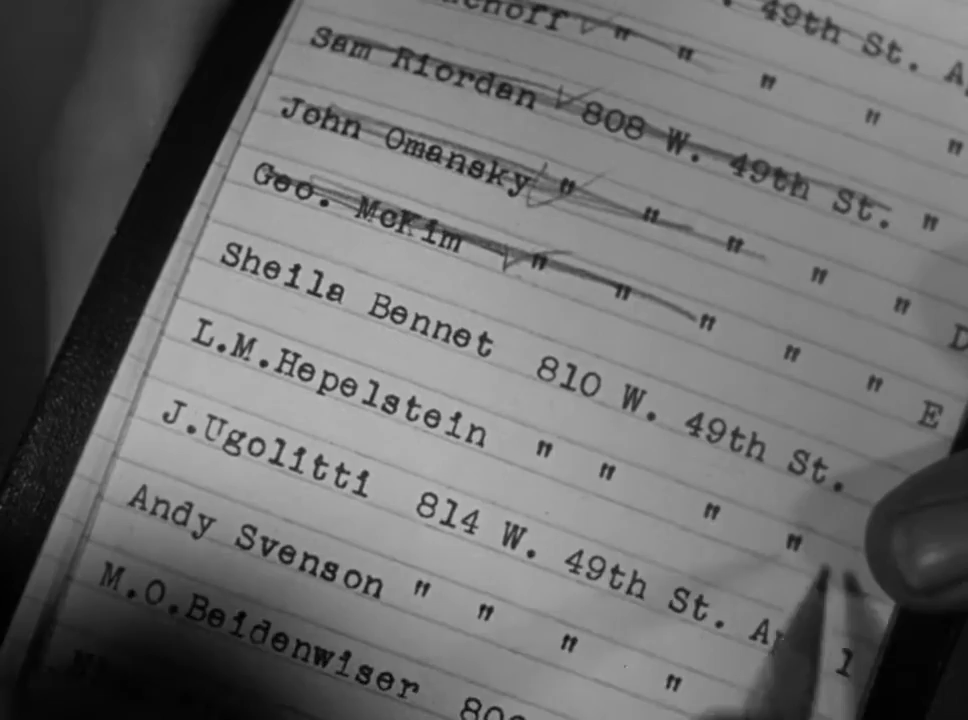 49th St.
Sam Riordan 808 W. 49th St. "
John Omansky " " " " " D
Geo. McKim " " " " " E
Sheila Bennet 810 W. 49th St.
L.M.Hepelstein " " " "
J.Ugolitti 814 W. 49th St. 1
Andy Svenson " " " "
M.O.Beidenwiser